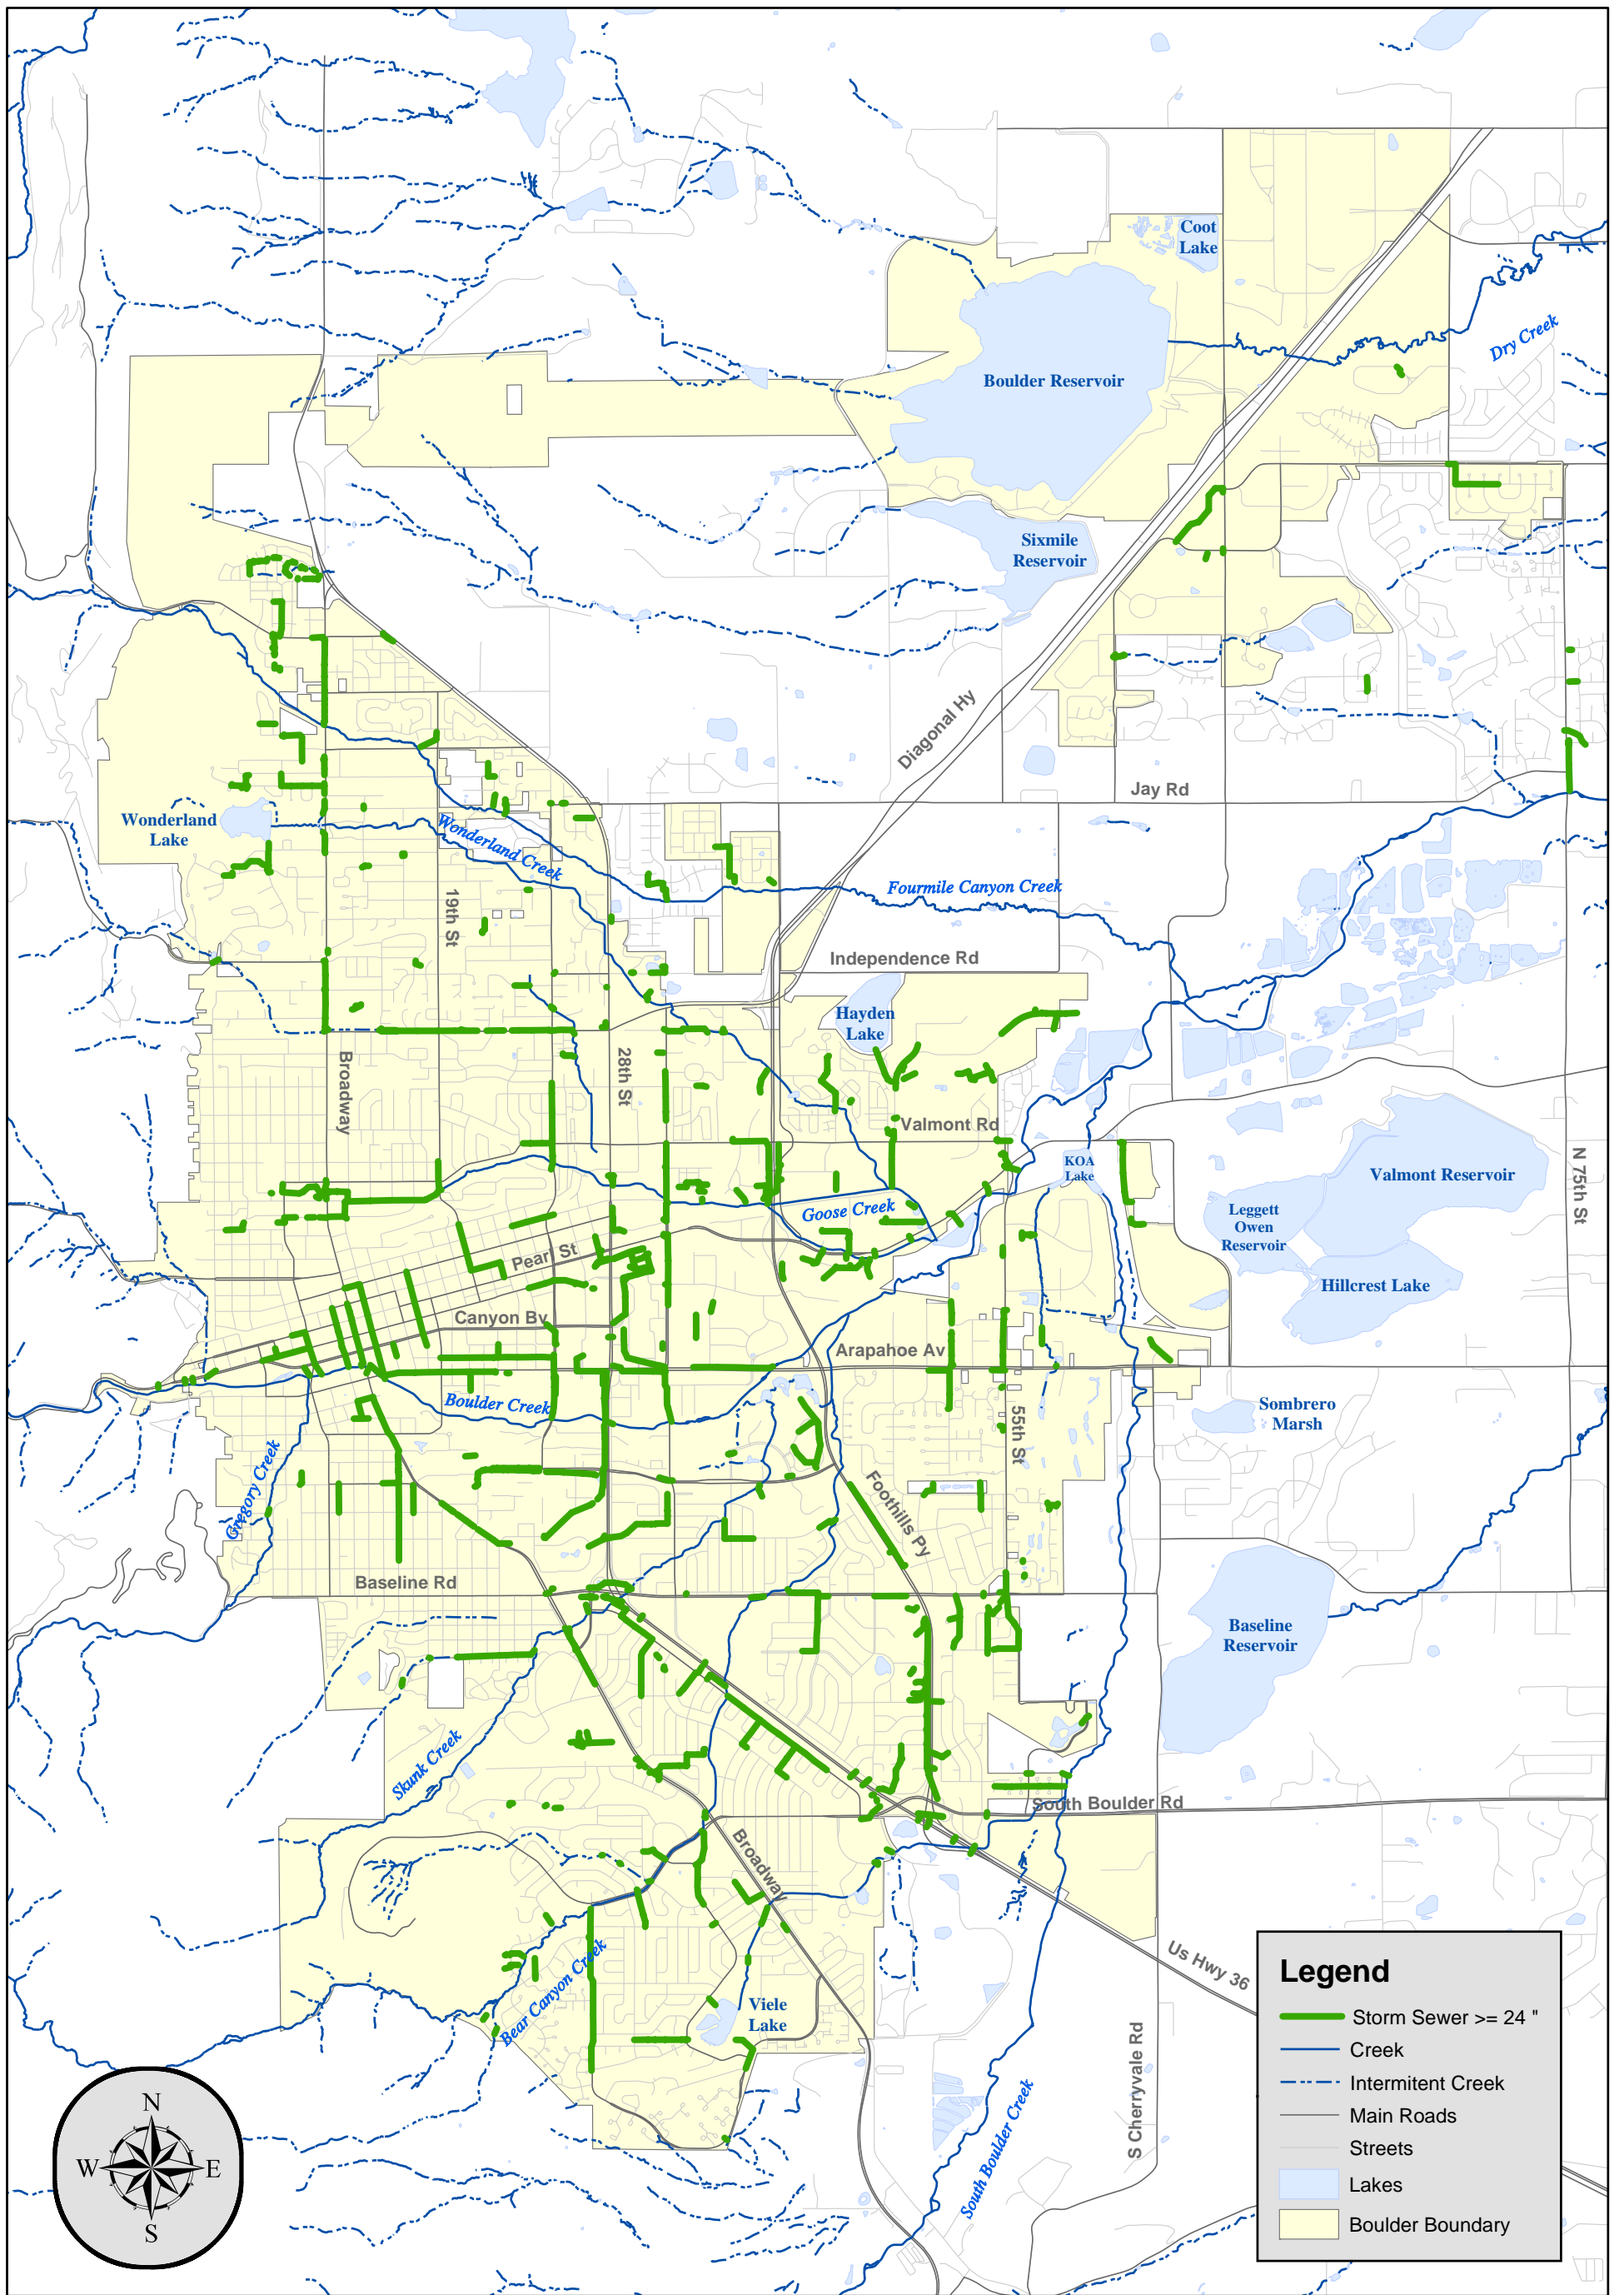 Coot
Lake
Dry Creek
Boulder Reservoir
Sixmile
Reservoir
Diagonal Hy
Jay Rd
Wonderland
Lake
Wonderland Creek
Fourmile Canyon Creek
19th St
Independence Rd
Hayden
Lake
Broadway
28th St
Valmont Rd
KOA
Lake
Valmont Reservoir
N 75th St
Goose Creek
Leggett
Owen
Reservoir
Pearl St
Hillcrest Lake
Canyon Bv
Arapahoe Av
Boulder Creek
Sombrero
Marsh
55th St
Gregory Creek
Foothills Py
Baseline Rd
Baseline
Reservoir
Skunk Creek
South Boulder Rd
Broadway
Us Hwy 36
Bear Canyon Creek
Viele
Lake
S Cherryvale Rd
South Boulder Creek
Legend
Storm Sewer >= 24 "
Creek
Intermitent Creek
Main Roads
Streets
Lakes
Boulder Boundary
N
W
E
S